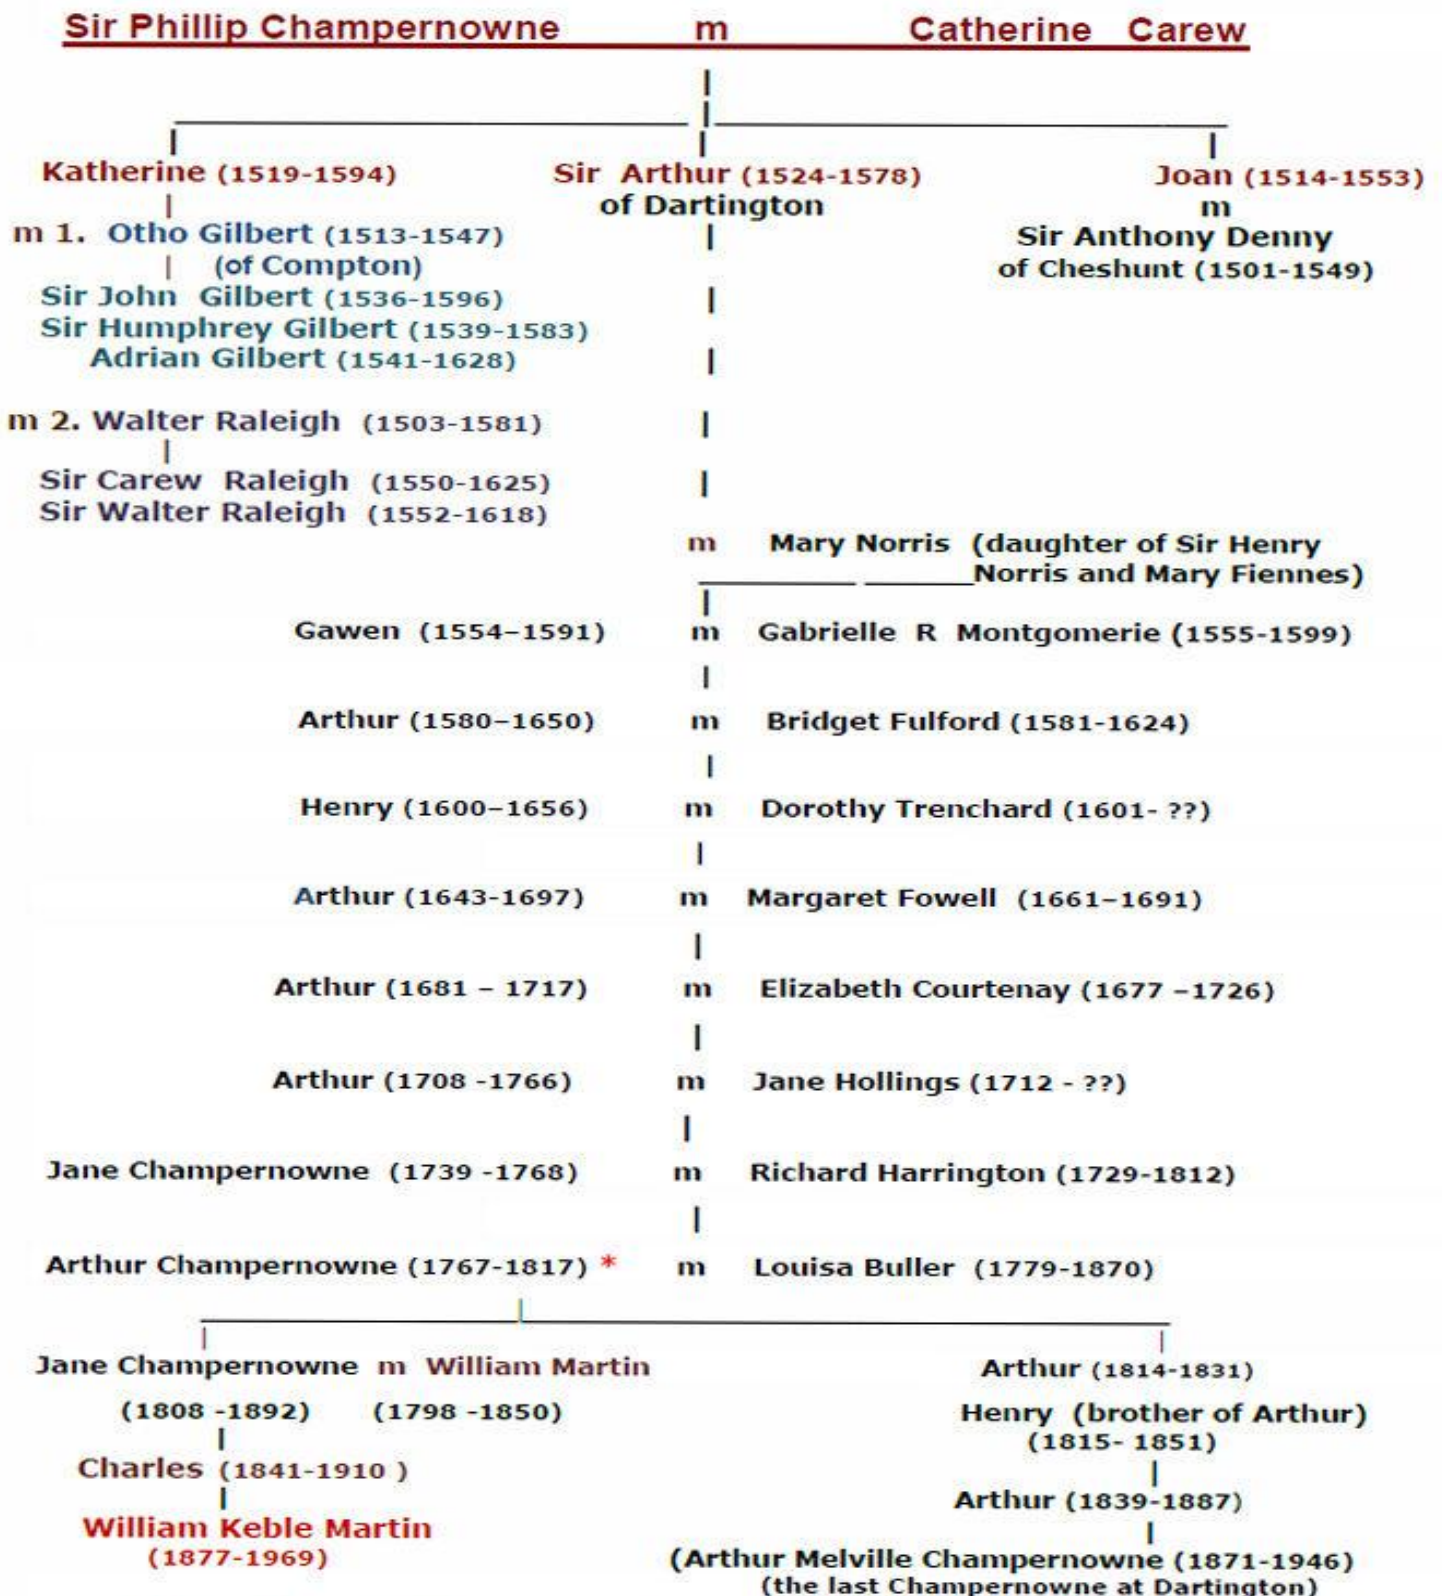 Sir Phillip Champernowne m Catherine Carew
Katherine (1519-1594) Sir Arthur (1524-1578) Joan (1514-1553)
of Dartington m
m 1. Otho Gilbert (1513-1547) Sir Anthony Denny
(of Compton) of Cheshunt (1501-1549)
Sir John Gilbert (1536-1596)
Sir Humphrey Gilbert (1539-1583)
Adrian Gilbert (1541-1628)
m 2. Walter Raleigh (1503-1581)
Sir Carew Raleigh (1550-1625)
Sir Walter Raleigh (1552-1618)
m Mary Norris (daughter of Sir Henry
Norris and Mary Fiennes)
Gawen (1554–1591) m Gabrielle R Montgomerie (1555-1599)
Arthur (1580–1650) m Bridget Fulford (1581-1624)
Henry (1600–1656) m Dorothy Trenchard (1601- ??)
Arthur (1643-1697) m Margaret Fowell (1661–1691)
Arthur (1681 – 1717) m Elizabeth Courtenay (1677 –1726)
Arthur (1708 -1766) m Jane Hollings (1712 - ??)
Jane Champernowne (1739 -1768) m Richard Harrington (1729-1812)
Arthur Champernowne (1767-1817) * m Louisa Buller (1779-1870)
Jane Champernowne m William Martin Arthur (1814-1831)
(1808 -1892) (1798 -1850) Henry (brother of Arthur)
(1815- 1851)
Charles (1841-1910 )
Arthur (1839-1887)
William Keble Martin
(1877-1969) (Arthur Melville Champernowne (1871-1946)
(the last Champernowne at Dartington)